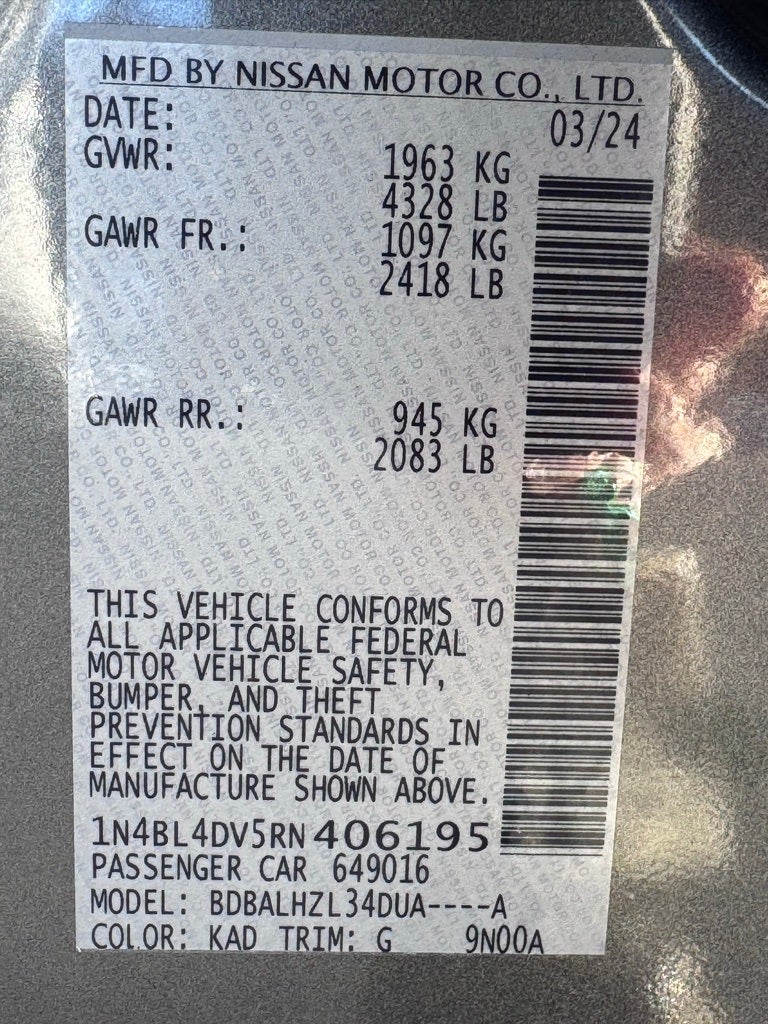 MFD BY NISSAN MOTOR CO., LTD.
DATE: 03/24
GVWR: 1963 KG
4328 LB
GAWR FR.: 1097 KG
2418 LB
GAWR RR.: 945 KG
2083 LB
THIS VEHICLE CONFORMS TO
ALL APPLICABLE FEDERAL
MOTOR VEHICLE SAFETY,
BUMPER, AND THEFT
PREVENTION STANDARDS IN
EFFECT ON THE DATE OF
MANUFACTURE SHOWN ABOVE.
1N4BL4DV5RN406195
PASSENGER CAR 649016
MODEL: BDBALHZL34DUA----A
COLOR: KAD TRIM: G 9N00A